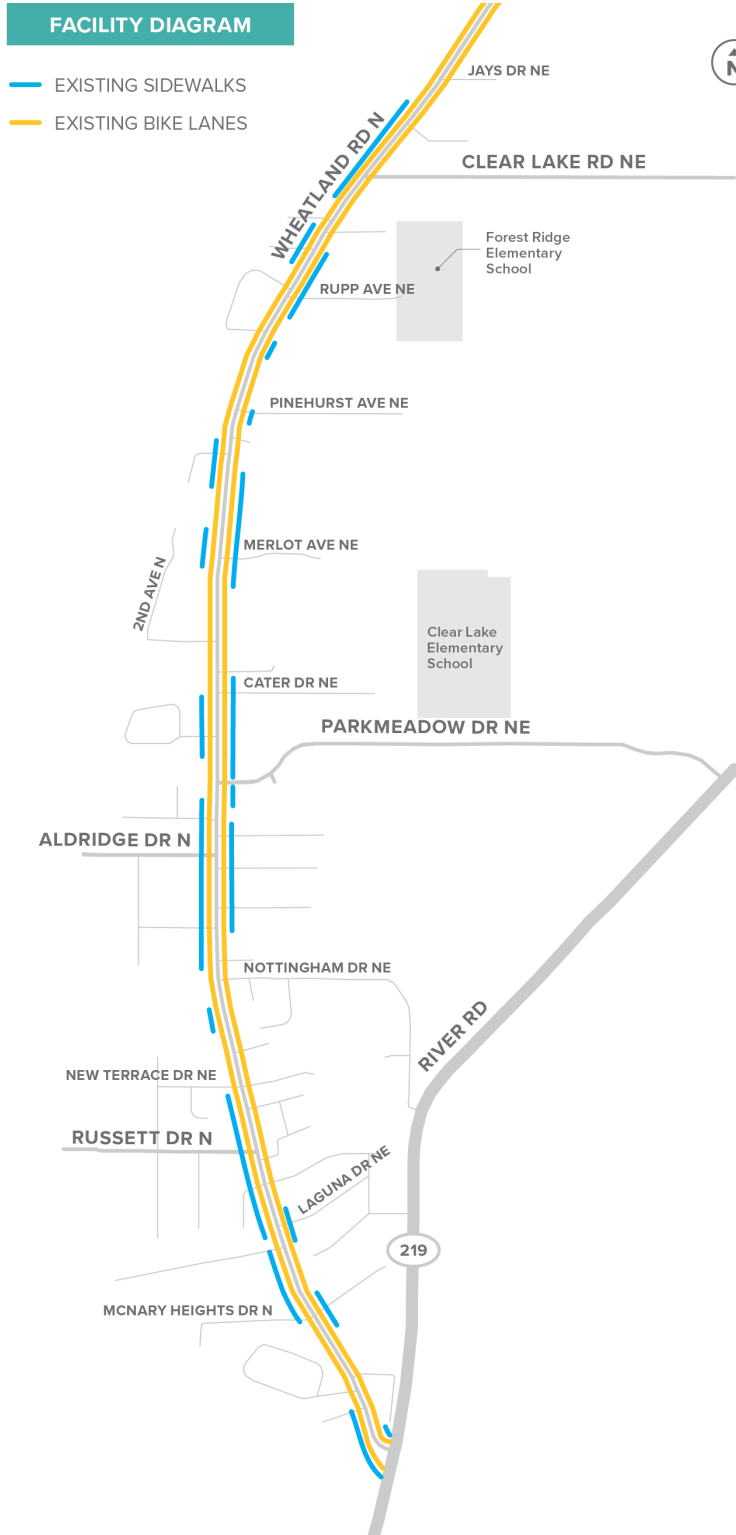 FACILITY DIAGRAM
EXISTING SIDEWALKS
EXISTING BIKE LANES
N
JAYS DR NE
WHEATLAND RD N
CLEAR LAKE RD NE
Forest Ridge
Elementary
School
RUPP AVE NE
PINEHURST AVE NE
MERLOT AVE NE
2ND AVE N
Clear Lake
Elementary
School
CATER DR NE
PARKMEADOW DR NE
ALDRIDGE DR N
NOTTINGHAM DR NE
RIVER RD
NEW TERRACE DR NE
RUSSETT DR N
LAGUNA DR NE
219
MCNARY HEIGHTS DR N